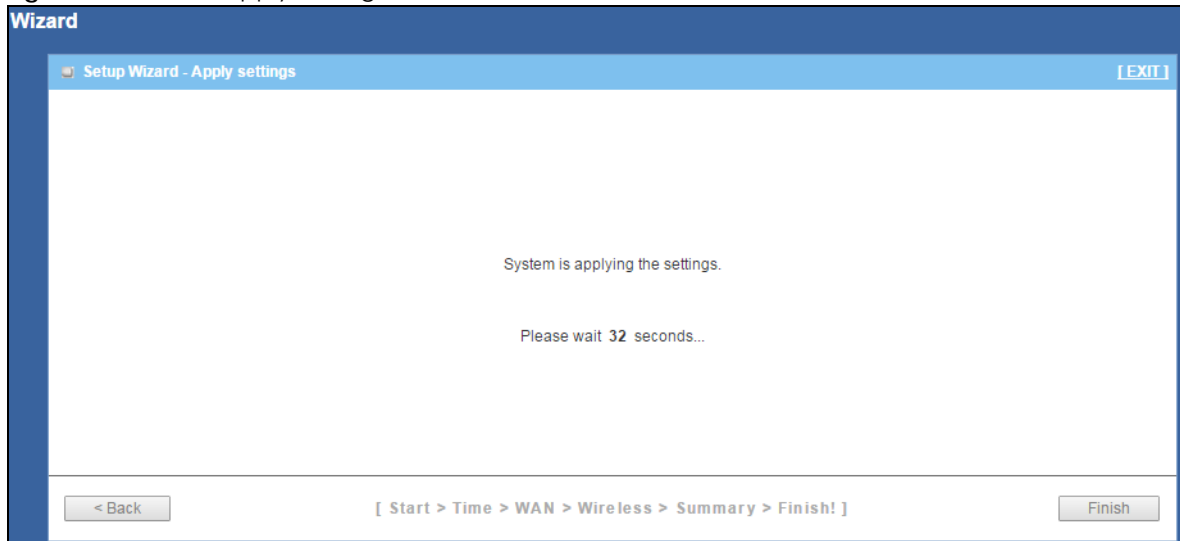 Wizard
Setup Wizard - Apply settings [ EXIT ]
System is applying the settings.
Please wait 32 seconds...
< Back [ Start > Time > WAN > Wireless > Summary > Finish! ] Finish